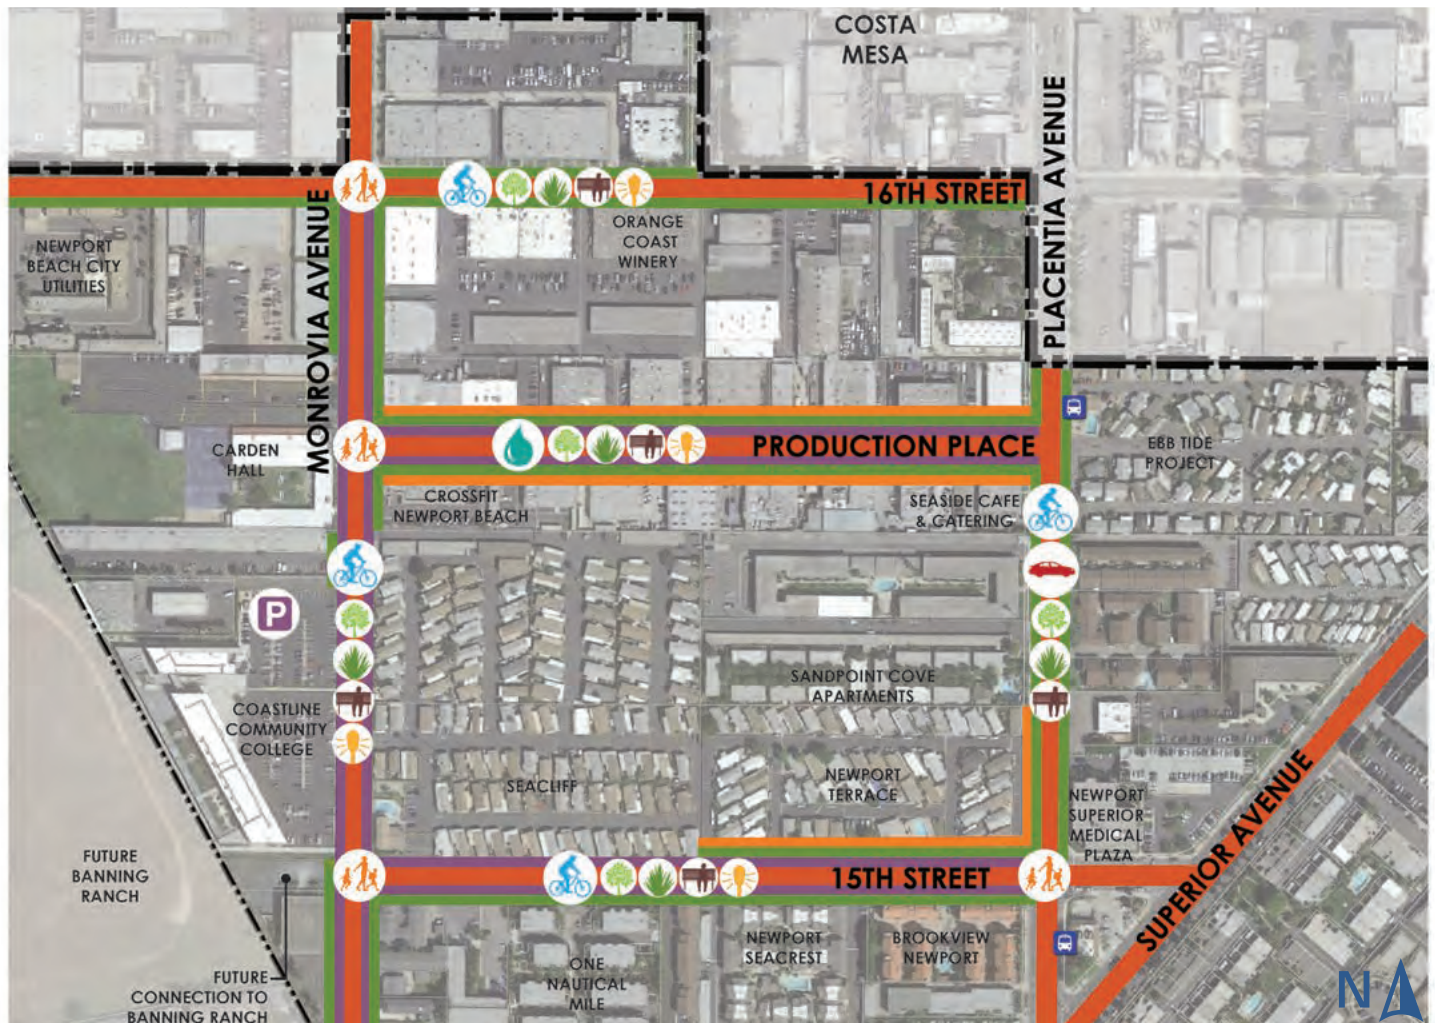 COSTA
MESA
PLACENTIA AVENUE
16TH STREET
MONROVIA AVENUE
NEWPORT
BEACH CITY
UTILITIES
ORANGE
COAST
WINERY
CARDEN
HALL
PRODUCTION PLACE
EBB TIDE
PROJECT
CROSSFIT
NEWPORT BEACH
SEASIDE CAFE
& CATERING
P
SANDPOINT COVE
APARTMENTS
COASTLINE
COMMUNITY
COLLEGE
SEACLIFF
NEWPORT
TERRACE
NEWPORT
SUPERIOR
MEDICAL
PLAZA
SUPERIOR AVENUE
FUTURE
BANNING
RANCH
15TH STREET
NEWPORT
SEACREST
BROOKVIEW
NEWPORT
ONE
NAUTICAL
MILE
FUTURE
CONNECTION TO
BANNING RANCH
N